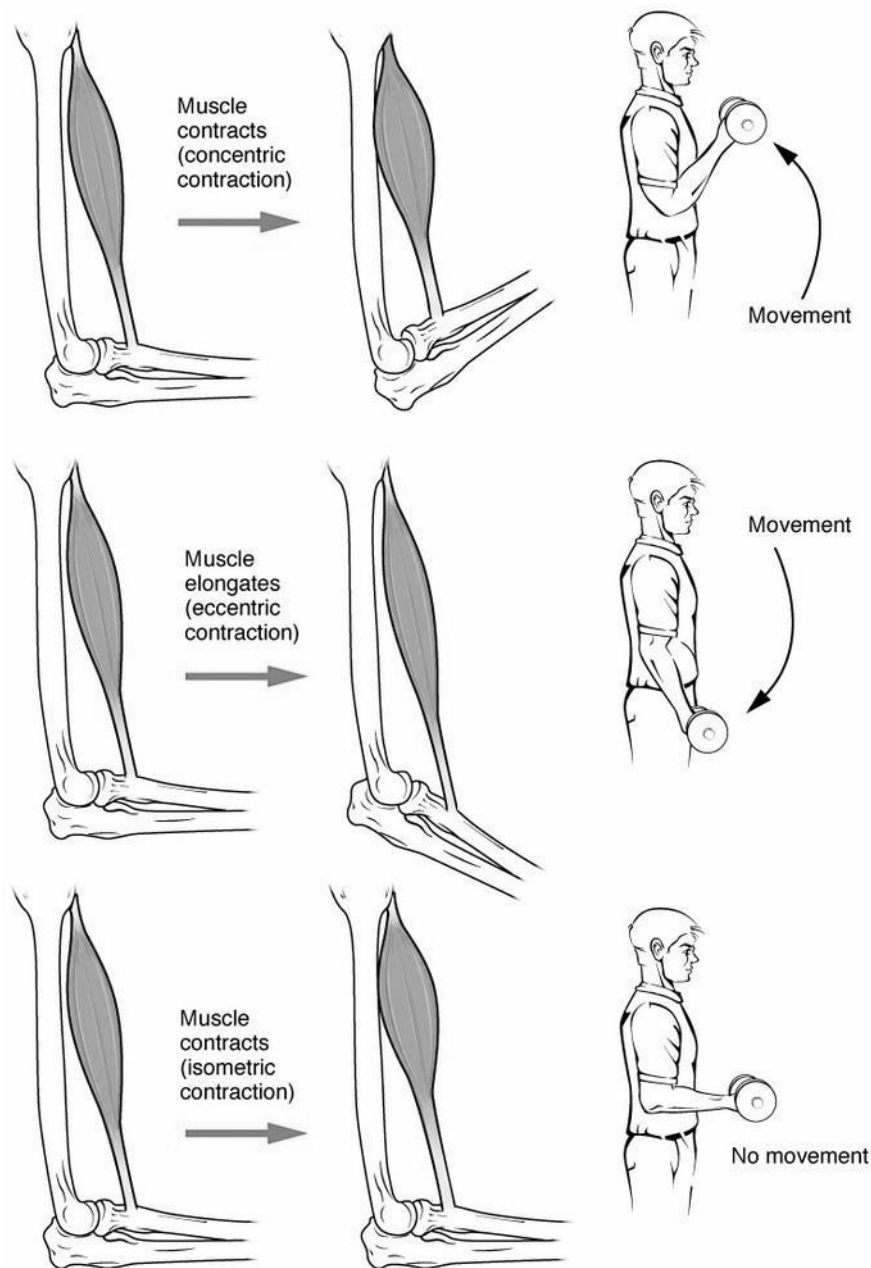 Muscle
contracts
(concentric
contraction)
Movement
Muscle
elongates
(eccentric
contraction)
Movement
Muscle
contracts
(isometric
contraction)
No movement